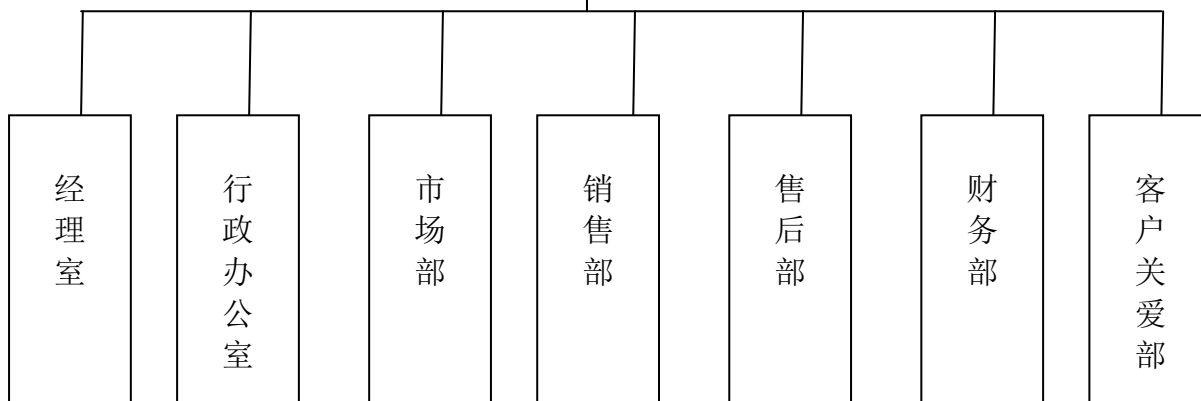 经理室
行政办公室
市场部
销售部
售后部
财务部
客户关爱部